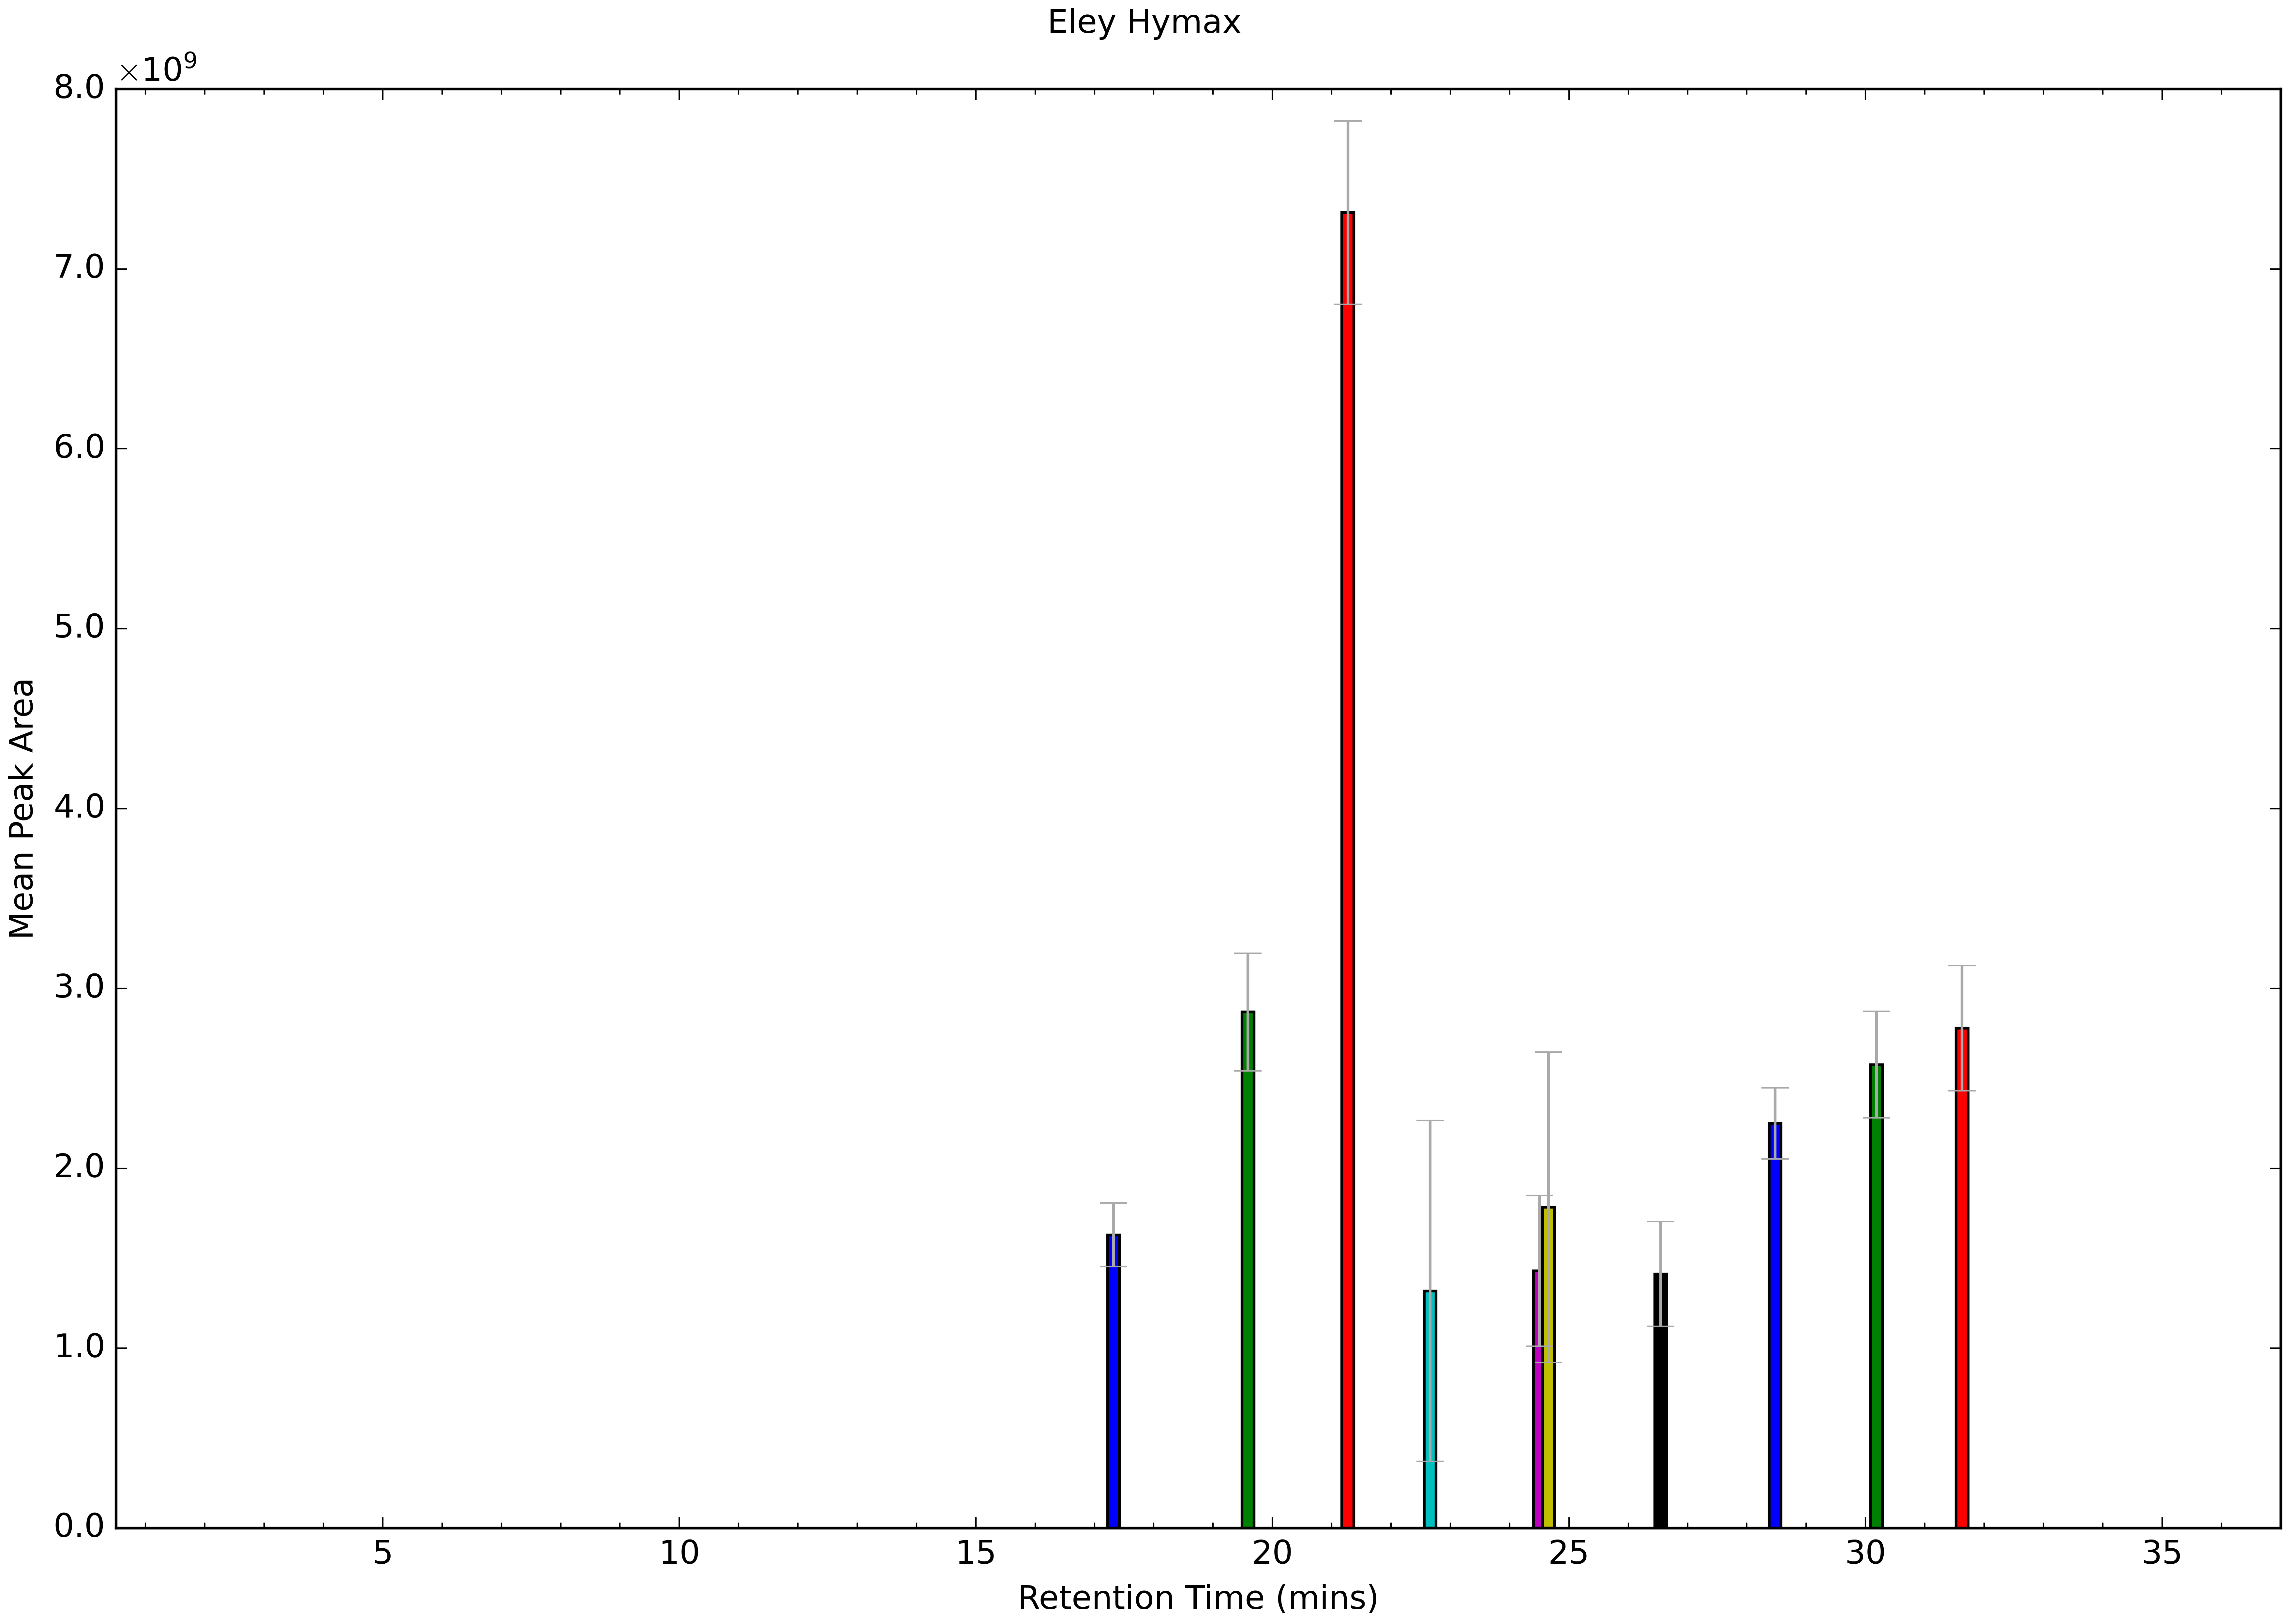 Eley Hymax
×10⁹
8.0
7.0
6.0
5.0
4.0
3.0
2.0
1.0
0.0
Mean Peak Area
5 10 15 20 25 30 35
Retention Time (mins)